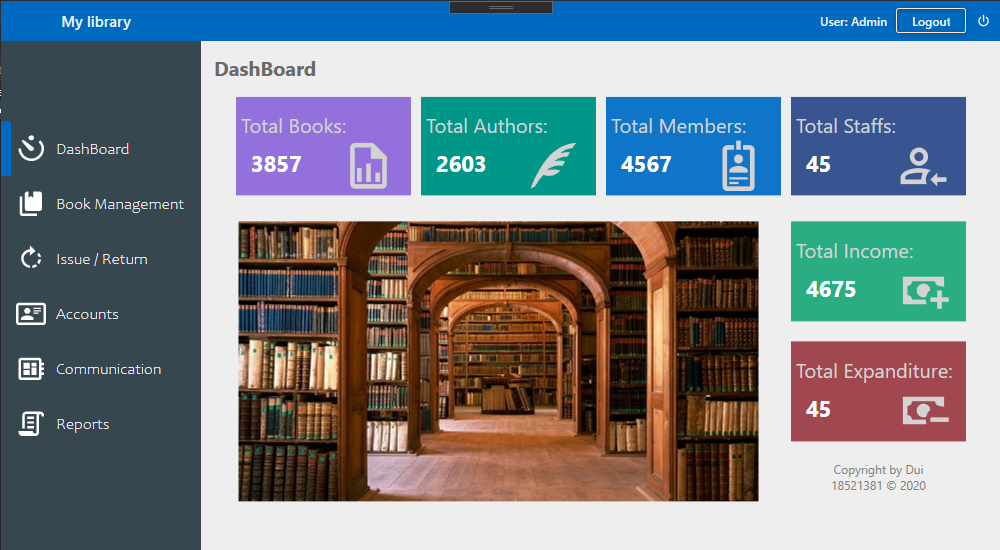 My library
User: Admin
Logout
DashBoard
Book Management
Issue / Return
Accounts
Communication
Reports
DashBoard
Total Books:
3857
Total Authors:
2603
Total Members:
4567
Total Staffs:
45
Total Income:
4675
Total Expanditure:
45
Copyright by Dui
18521381 © 2020